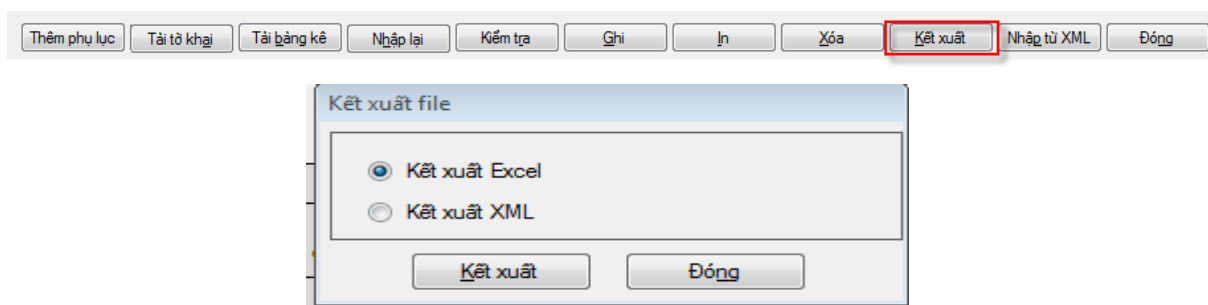 Thêm phụ lục Tải tờ khai Tải bảng kê Nhập lại Kiểm tra Ghi In Xóa Kết xuất Nhập từ XML Đóng
Kết xuất file
Kết xuất Excel
Kết xuất XML
Kết xuất Đóng